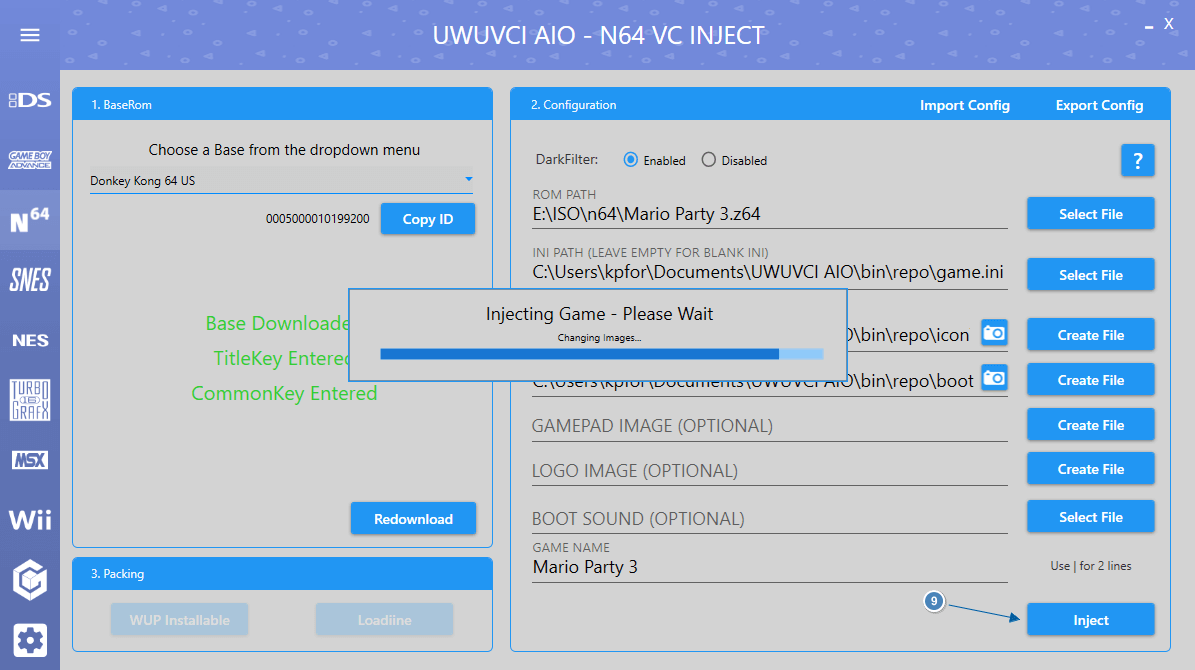 UWUVCI AIO - N64 VC INJECT
X
DS
GAME BOY
ADVANCE
N64
SNES
NES
TURBO
GRAFX
MSX
Wii
1. BaseRom
Choose a Base from the dropdown menu
Donkey Kong 64 US
0005000010199200
Copy ID
Base Downloade
TitleKey Entered
CommonKey Entered
Redownload
3. Packing
WUP Installable
Loadiine
2. Configuration
Import Config
Export Config
DarkFilter:
Enabled
Disabled
?
ROM PATH
E:\ISO\n64\Mario Party 3.z64
Select File
INI PATH (LEAVE EMPTY FOR BLANK INI)
C:\Users\kpfor\Documents\UWUVCI AIO\bin\repo\game.ini
Select File
Injecting Game - Please Wait
Changing Images...
O\bin\repo\icon
Create File
C:\Users\kpfor\Documents\UWUVCI AIO\bin\repo\boot
Create File
GAMEPAD IMAGE (OPTIONAL)
Create File
LOGO IMAGE (OPTIONAL)
Create File
BOOT SOUND (OPTIONAL)
Select File
GAME NAME
Mario Party 3
Use | for 2 lines
9
Inject